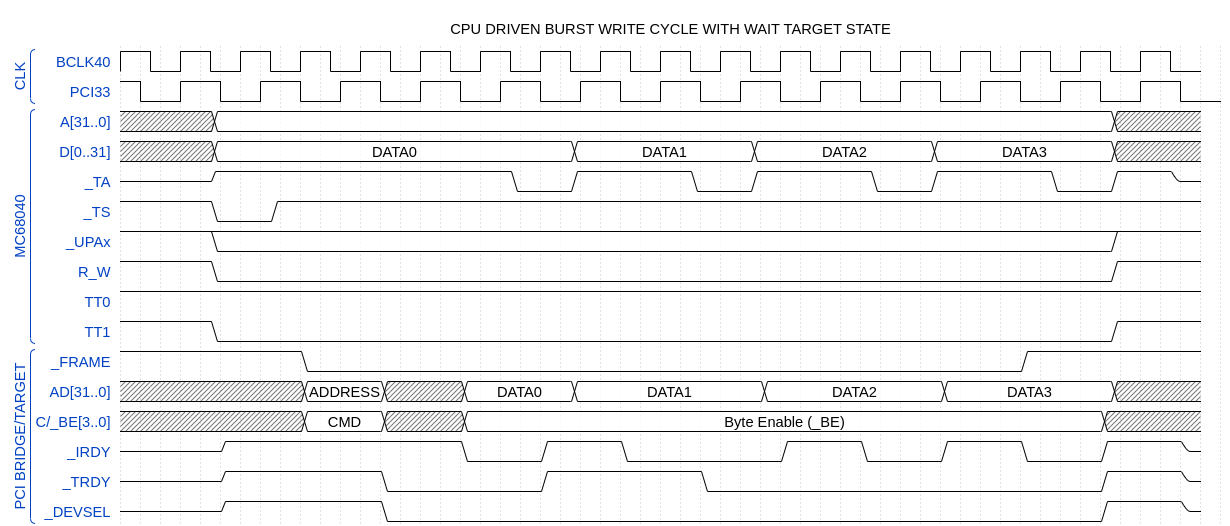 CPU DRIVEN BURST WRITE CYCLE WITH WAIT TARGET STATE
CLK
BCLK40
PCI33
MC68040
A[31..0]
D[0..31] DATA0 DATA1 DATA2 DATA3
_TA
_TS
_UPAx
R_W
TT0
TT1
PCI BRIDGE/TARGET
_FRAME
AD[31..0] ADDRESS DATA0 DATA1 DATA2 DATA3
C/_BE[3..0] CMD Byte Enable (_BE)
_IRDY
_TRDY
_DEVSEL